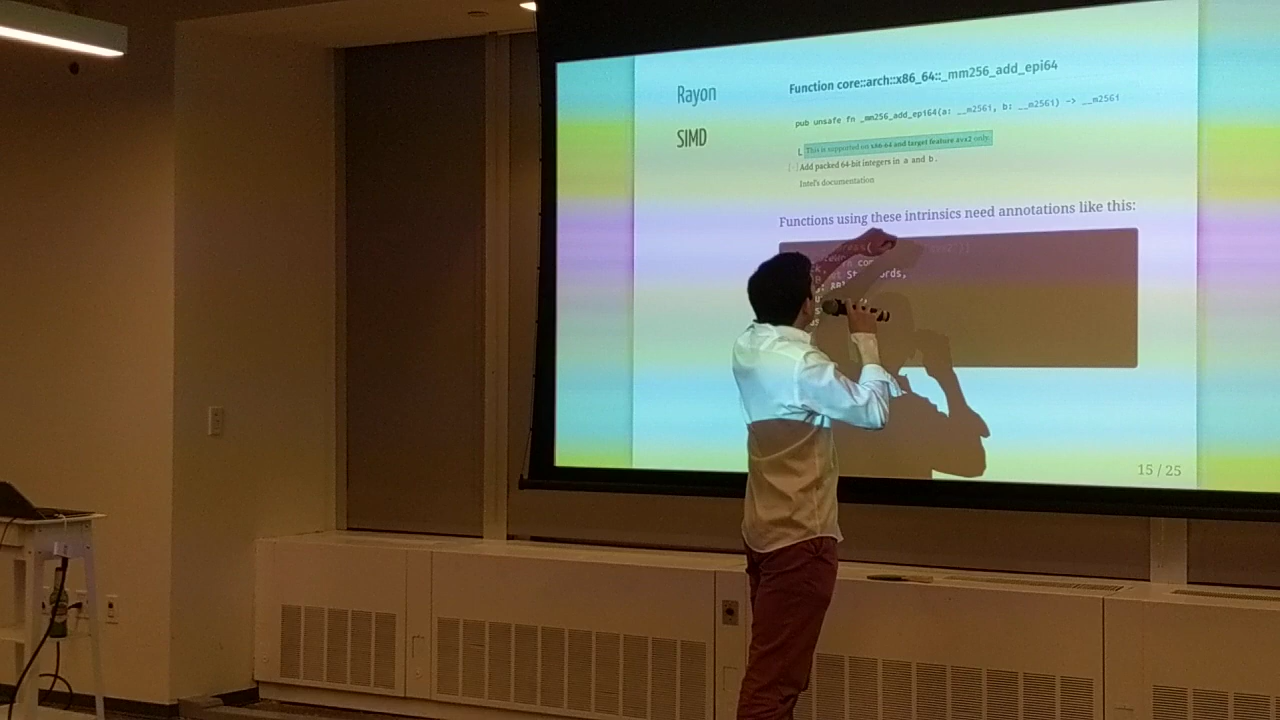 Rayon
SIMD
Function core::arch::x86_64::_mm256_add_epi64
pub unsafe fn _mm256_add_epi64(a: __m256i, b: __m256i) -> __m256i
This is supported on x86-64 and target feature avx2 only.
[-] Add packed 64-bit integers in a and b.
Intel's documentation
Functions using these intrinsics need annotations like this:
15 / 25